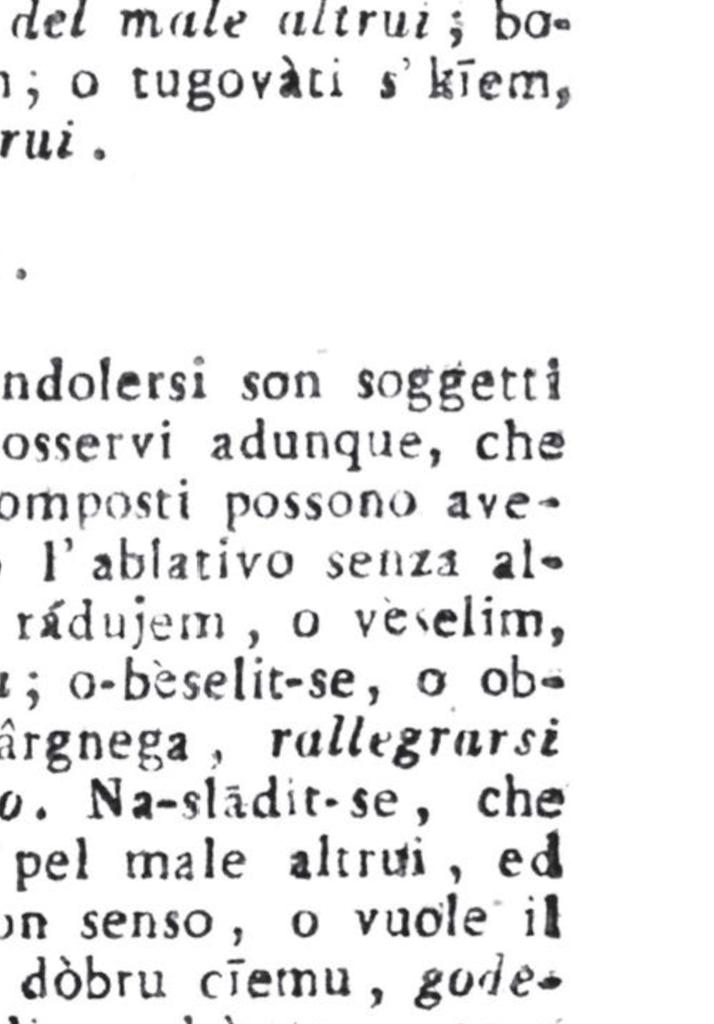 del male altrui; bo-
; o tugovàti s' kīem,
rui.
.
ndolersi son soggetti
osservi adunque, che
omposti possono ave-
l'ablativo senza al-
rádujem, o vèselim,
; o-bèselit-se, o ob-
ârgnega, rallegrarsi
o. Na-slādit-se, che
pel male altrui, ed
on senso, o vuole il
dòbru cīemu, gode-